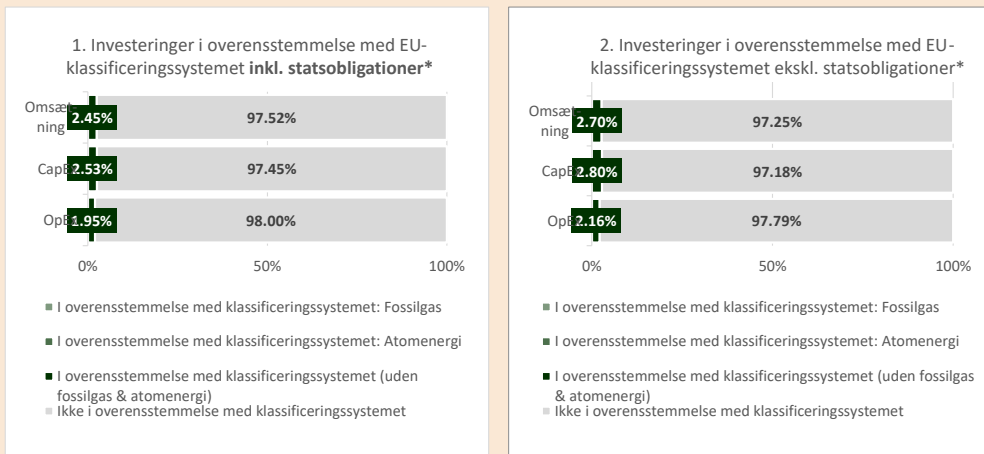 1. Investeringer i overensstemmelse med EU-
klassificeringssystemet inkl. statsobligationer*
Omsæt-
ning
2.45%
97.52%
CapEx
2.53%
97.45%
OpEx
1.95%
98.00%
0%
50%
100%
I overensstemmelse med klassificeringssystemet: Fossilgas
I overensstemmelse med klassificeringssystemet: Atomenergi
I overensstemmelse med klassificeringssystemet (uden
fossilgas & atomenergi)
Ikke i overensstemmelse med klassificeringssystemet
2. Investeringer i overensstemmelse med EU-
klassificeringssystemet ekskl. statsobligationer*
Omsæt-
ning
2.70%
97.25%
CapEx
2.80%
97.18%
OpEx
2.16%
97.79%
0%
50%
100%
I overensstemmelse med klassificeringssystemet: Fossilgas
I overensstemmelse med klassificeringssystemet: Atomenergi
I overensstemmelse med klassificeringssystemet (uden fossilgas
& atomenergi)
Ikke i overensstemmelse med klassificeringssystemet